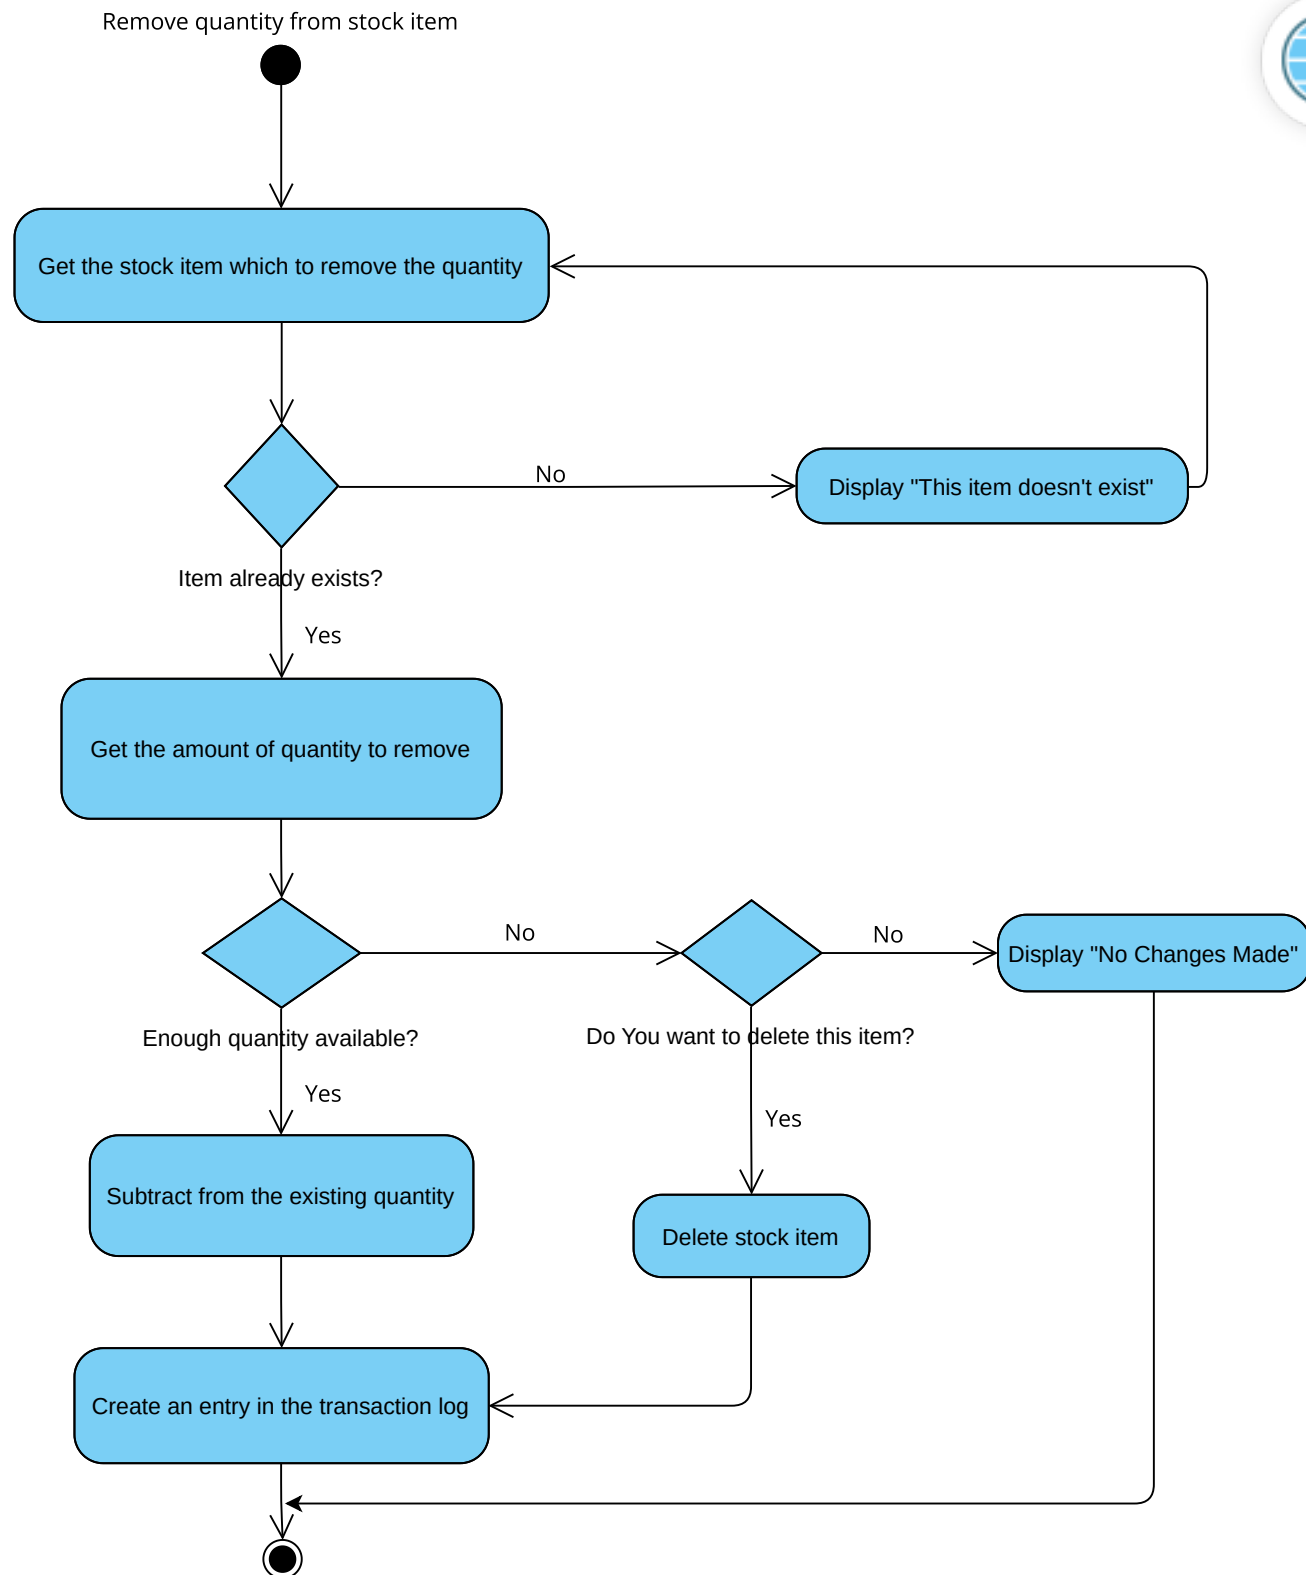 Remove quantity from stock item
Get the stock item which to remove the quantity
No
Display "This item doesn't exist"
Item already exists?
Yes
Get the amount of quantity to remove
No
No
Display "No Changes Made"
Enough quantity available?
Do You want to delete this item?
Yes
Yes
Subtract from the existing quantity
Delete stock item
Create an entry in the transaction log